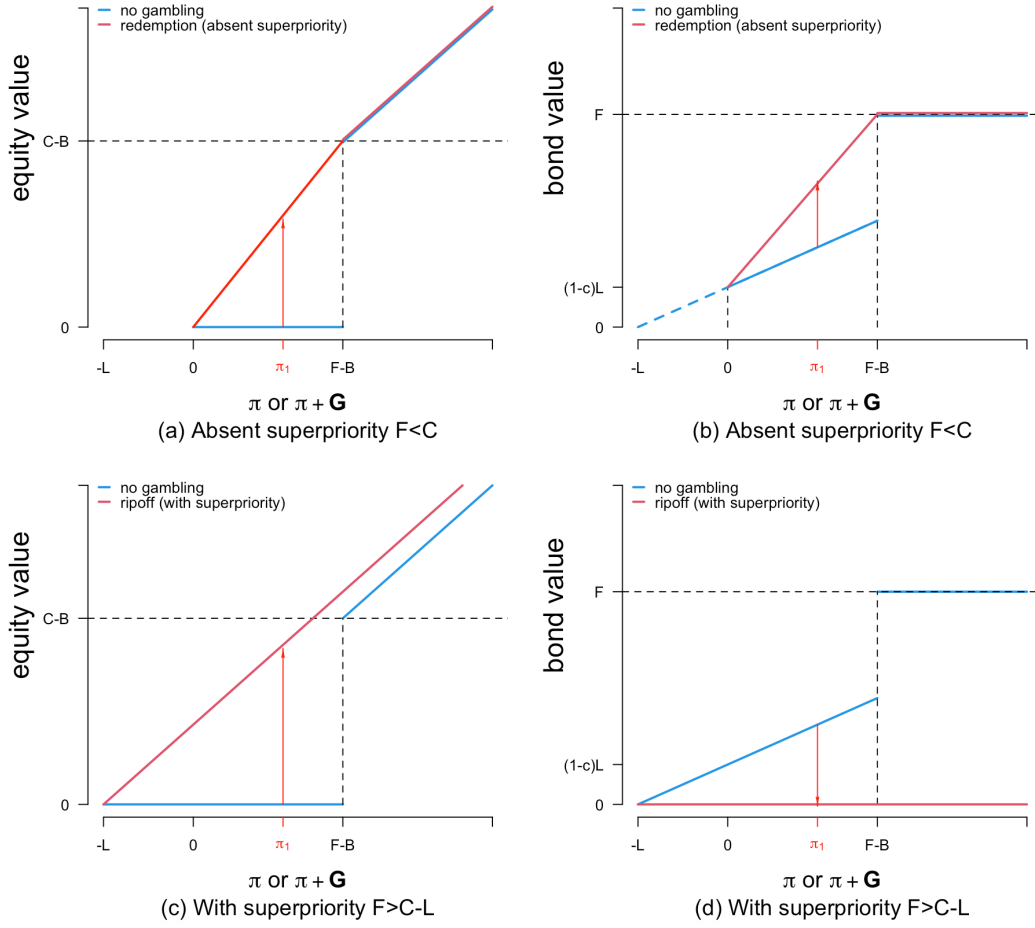 no gambling
redemption (absent superpriority)
equity value
C-B
0
-L 0 π₁ F-B
π or π + G
(a) Absent superpriority F<C
no gambling
redemption (absent superpriority)
bond value
F
(1-c)L
0
-L 0 π₁ F-B
π or π + G
(b) Absent superpriority F<C
no gambling
ripoff (with superpriority)
equity value
C-B
0
-L 0 π₁ F-B
π or π + G
(c) With superpriority F>C-L
no gambling
ripoff (with superpriority)
bond value
F
(1-c)L
0
-L 0 π₁ F-B
π or π + G
(d) With superpriority F>C-L